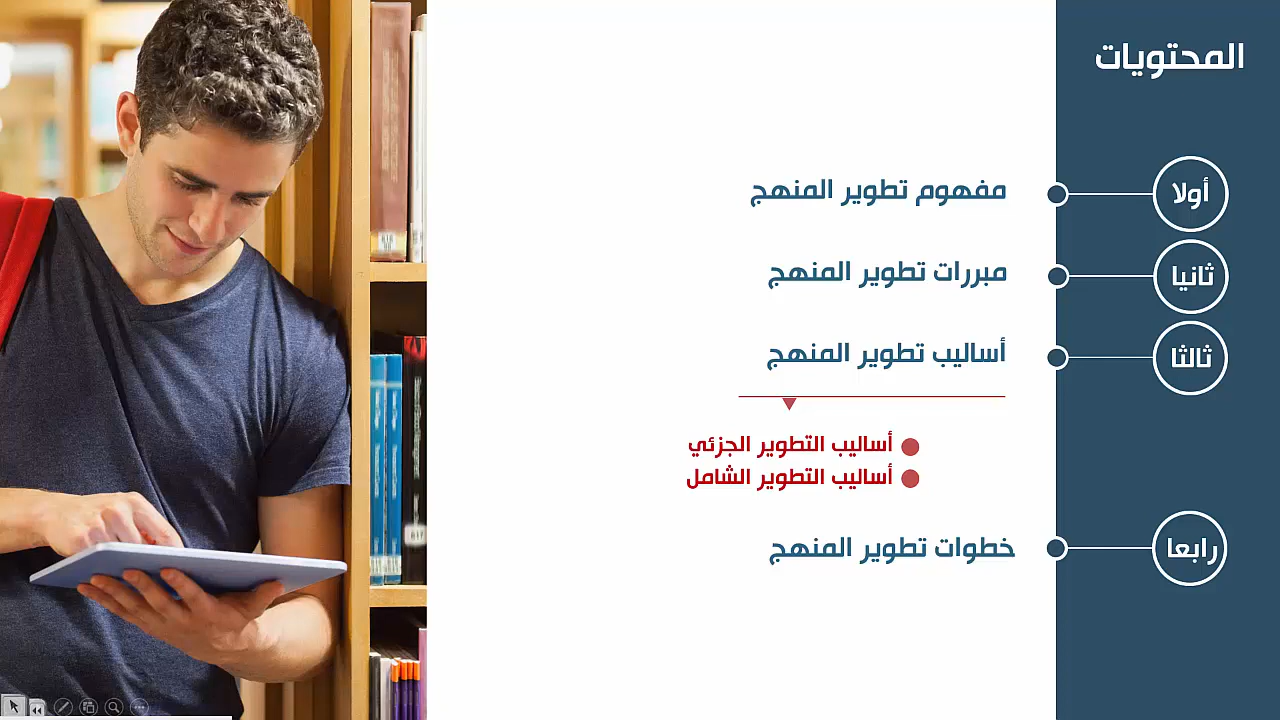 المحتويات
أولا
مفهوم تطوير المنهج
ثانيا
مبررات تطوير المنهج
ثالثا
أساليب تطوير المنهج
أساليب التطوير الجزئي
أساليب التطوير الشامل
رابعا
خطوات تطوير المنهج